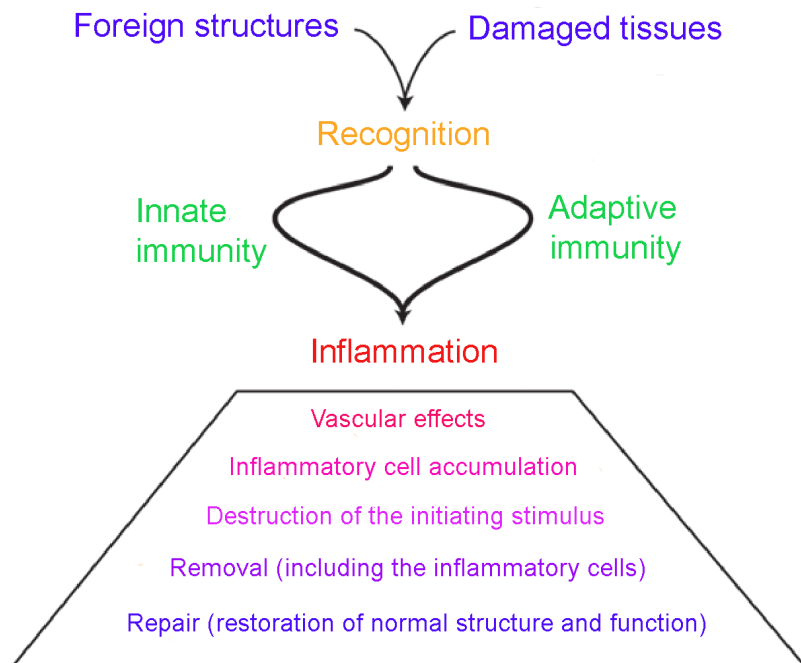 Foreign structures
Damaged tissues
Recognition
Innate
immunity
Adaptive
immunity
Inflammation
Vascular effects
Inflammatory cell accumulation
Destruction of the initiating stimulus
Removal (including the inflammatory cells)
Repair (restoration of normal structure and function)